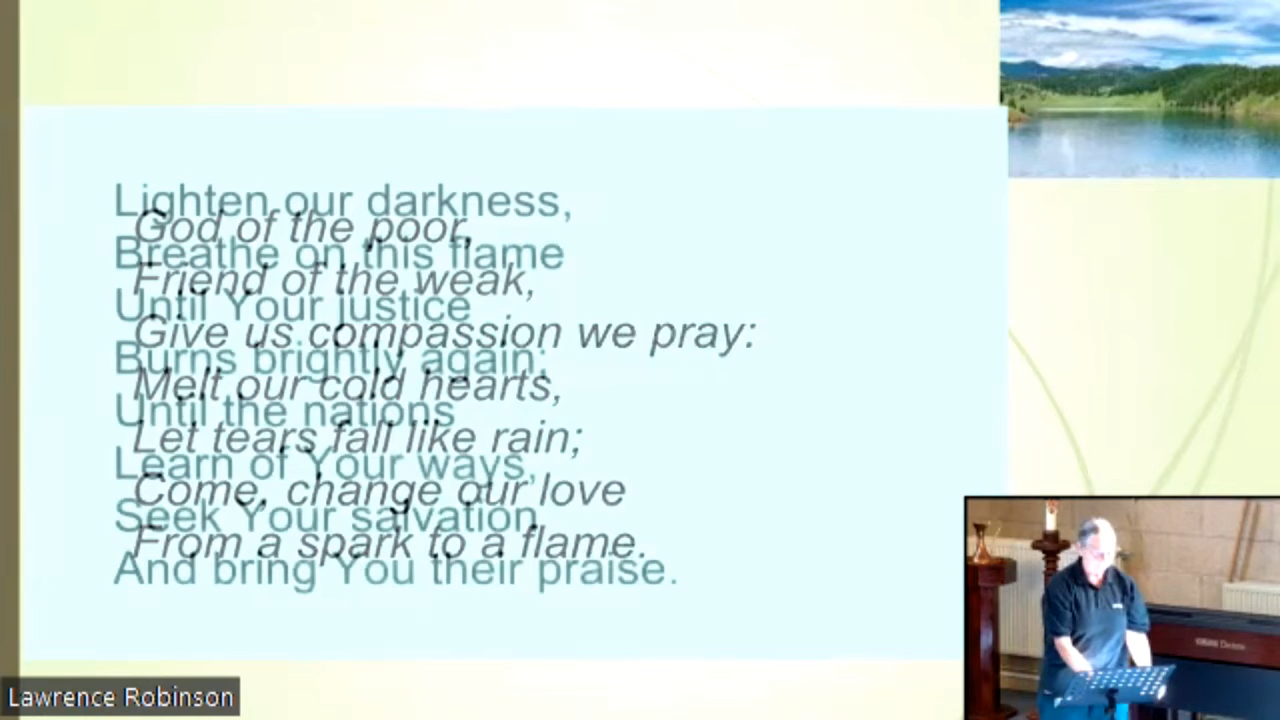 Lighten our darkness,
God of the poor,
Breathe on this flame
Friend of the weak,
Until Your justice
Give us compassion we pray:
Burns brightly again;
Melt our cold hearts,
Until the nations
Let tears fall like rain;
Learn of Your ways,
Come, change our love
Seek Your salvation
From a spark to a flame.
And bring You their praise.
YAMAHA
Lawrence Robinson